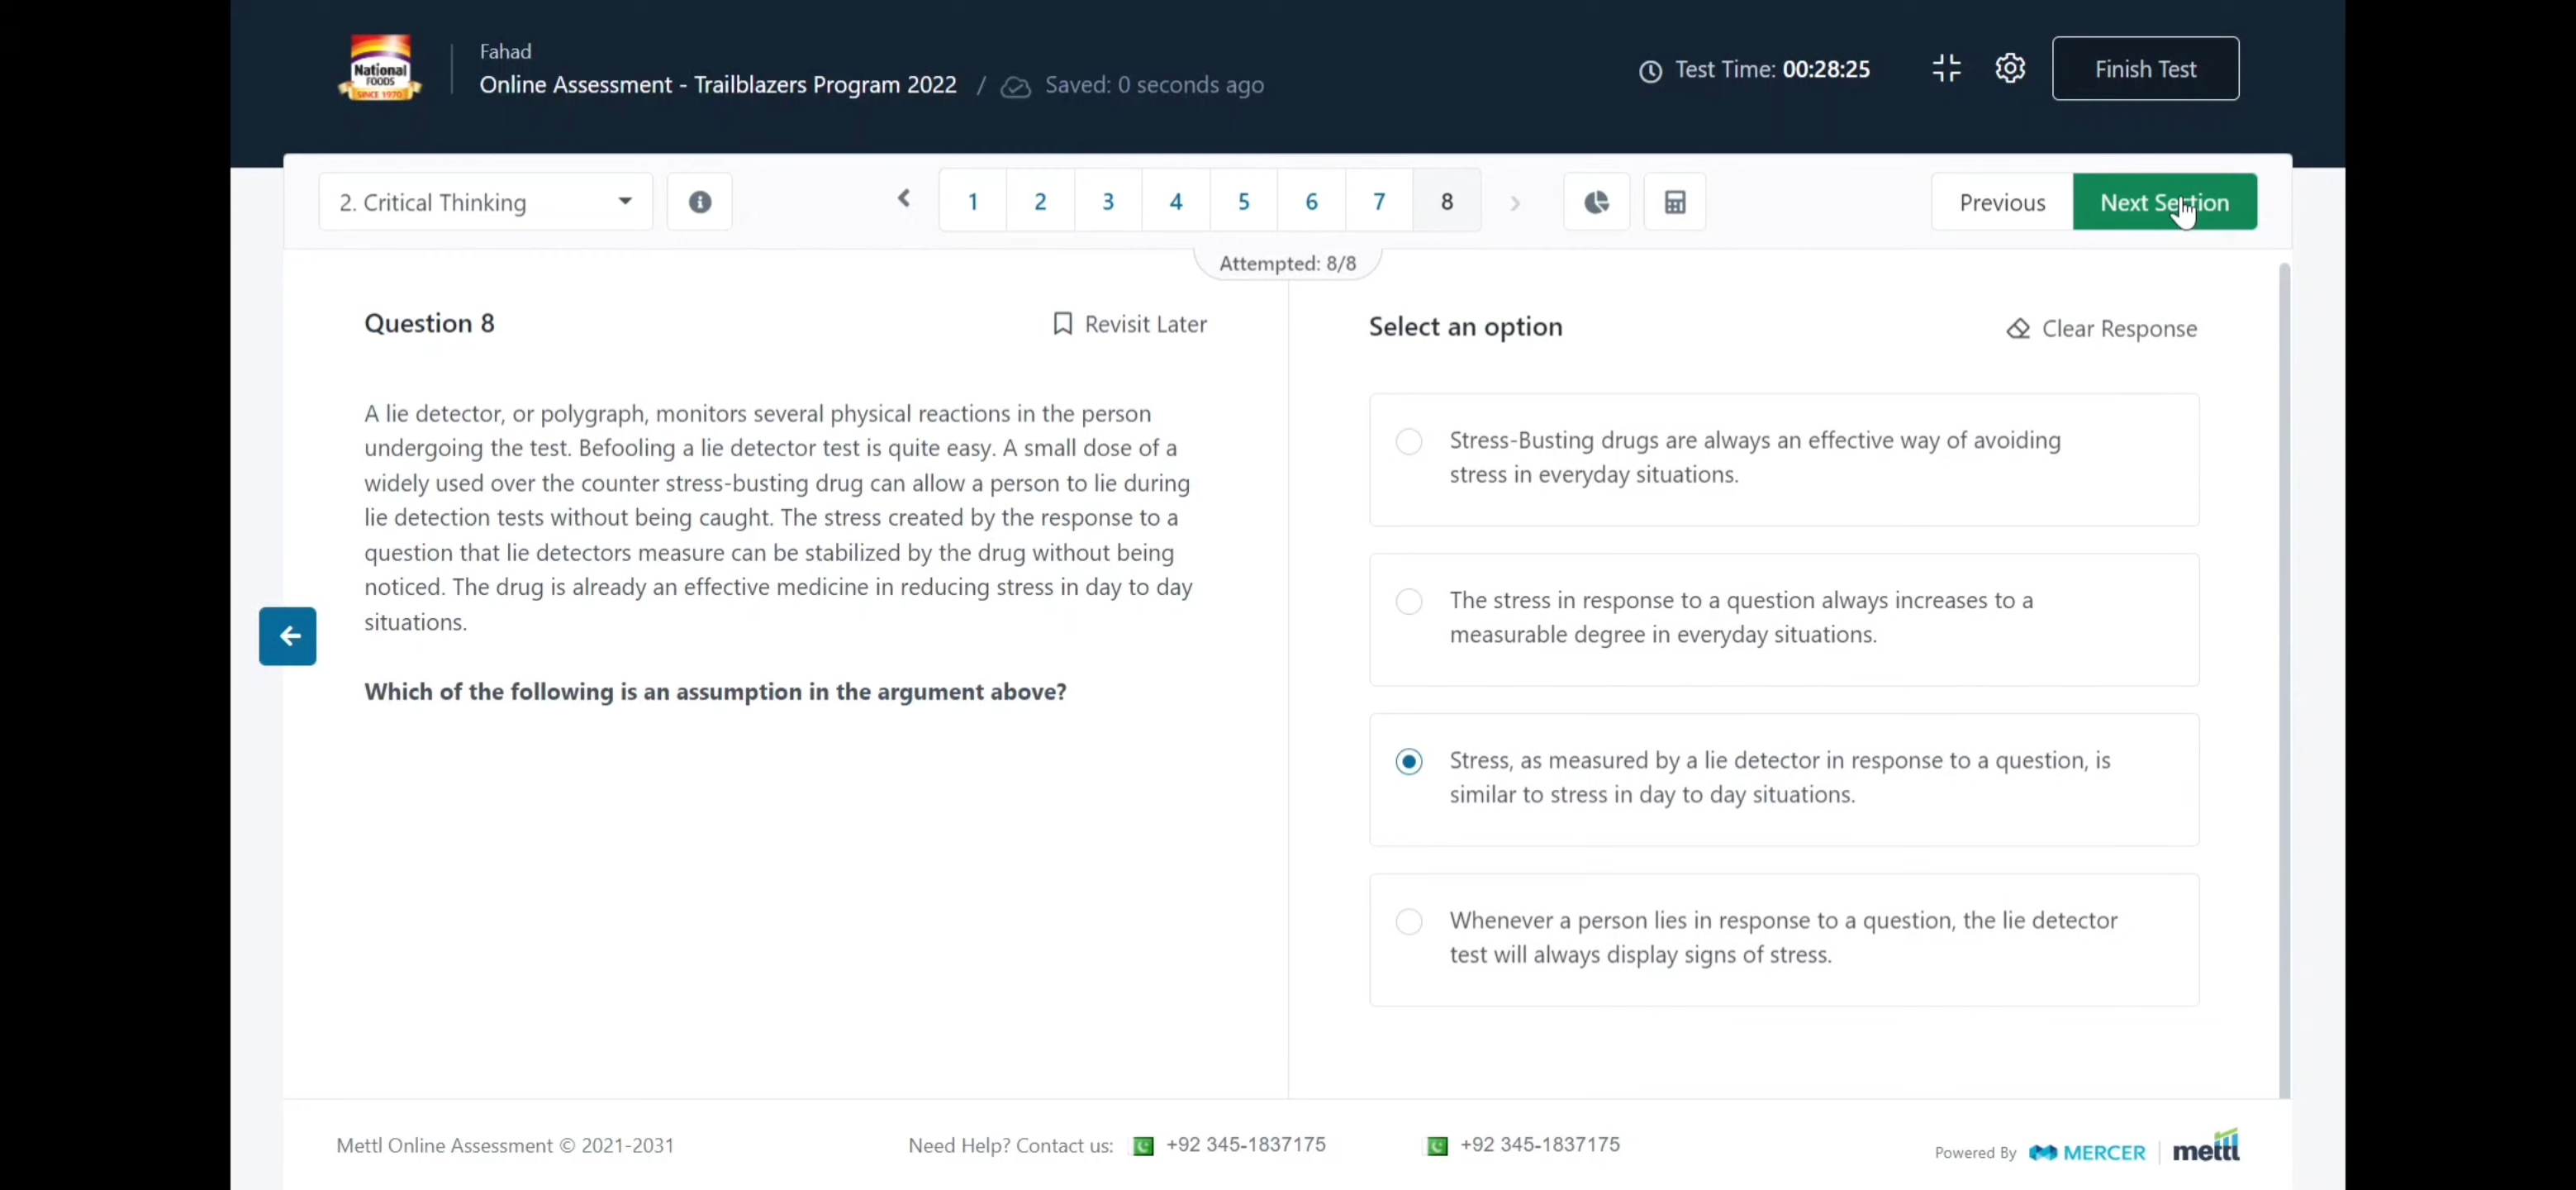 National
FOODS
SINCE 1970
Fahad
Online Assessment - Trailblazers Program 2022 / Saved: 0 seconds ago
Test Time: 00:28:25
Finish Test
2. Critical Thinking
1 2 3 4 5 6 7 8
Previous
Next Section
Attempted: 8/8
Question 8
Revisit Later
A lie detector, or polygraph, monitors several physical reactions in the person
undergoing the test. Befooling a lie detector test is quite easy. A small dose of a
widely used over the counter stress-busting drug can allow a person to lie during
lie detection tests without being caught. The stress created by the response to a
question that lie detectors measure can be stabilized by the drug without being
noticed. The drug is already an effective medicine in reducing stress in day to day
situations.
Which of the following is an assumption in the argument above?
Select an option
Clear Response
Stress-Busting drugs are always an effective way of avoiding
stress in everyday situations.
The stress in response to a question always increases to a
measurable degree in everyday situations.
Stress, as measured by a lie detector in response to a question, is
similar to stress in day to day situations.
Whenever a person lies in response to a question, the lie detector
test will always display signs of stress.
Mettl Online Assessment © 2021-2031
Need Help? Contact us: +92 345-1837175 +92 345-1837175
Powered By MERCER | mettl